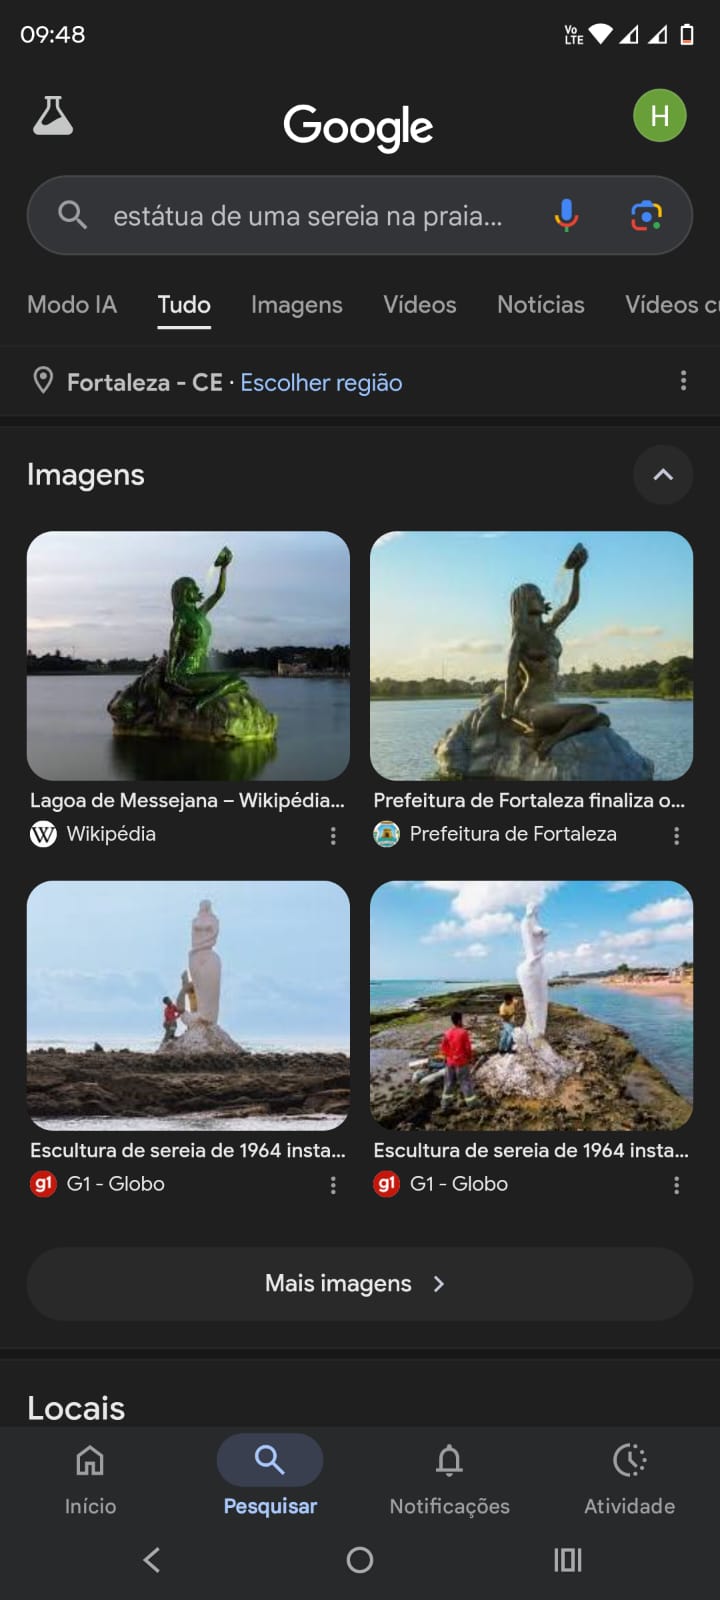 09:48
Vo
LTE
Google
H
estátua de uma sereia na praia...
Modo IA Tudo Imagens Vídeos Notícias Vídeos cu
Fortaleza - CE · Escolher região
Imagens
Lagoa de Messejana – Wikipédia...
W Wikipédia
Prefeitura de Fortaleza finaliza o...
Prefeitura de Fortaleza
Escultura de sereia de 1964 insta...
g1 G1 - Globo
Escultura de sereia de 1964 insta...
g1 G1 - Globo
Mais imagens
Locais
Início Pesquisar Notificações Atividade